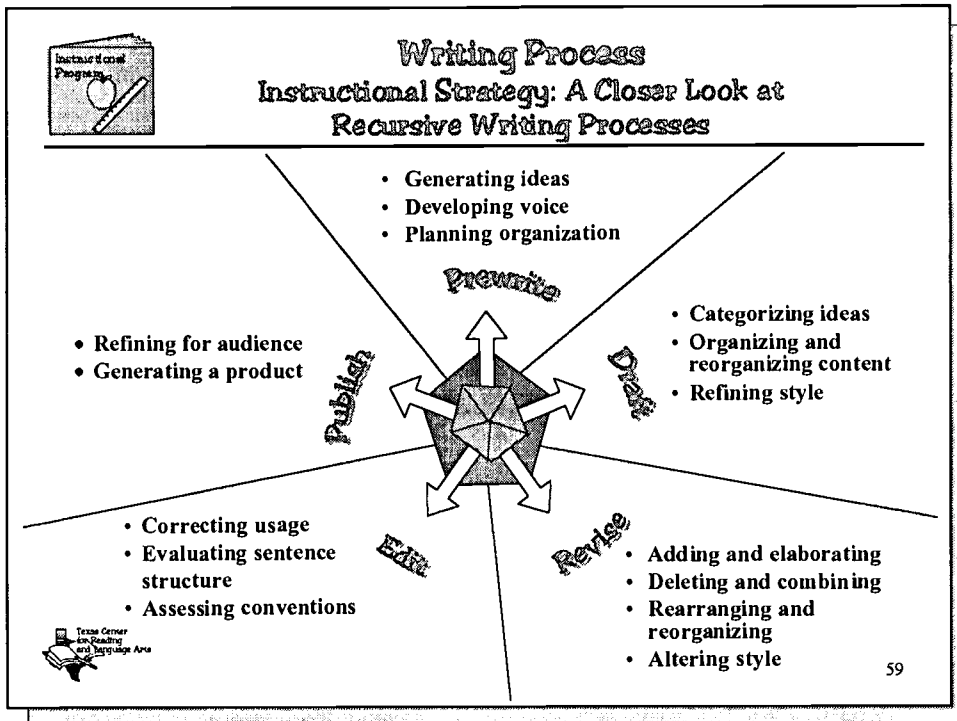 Instructional
Program
Writing Process
Instructional Strategy: A Closer Look at
Recursive Writing Processes
• Generating ideas
• Developing voice
• Planning organization
Prewrite
• Categorizing ideas
• Organizing and
reorganizing content
• Refining style
Draft
• Adding and elaborating
• Deleting and combining
• Rearranging and
reorganizing
• Altering style
Revise
• Correcting usage
• Evaluating sentence
structure
• Assessing conventions
Edit
• Refining for audience
• Generating a product
Publish
Texas Center
for Reading
and Language Arts
59